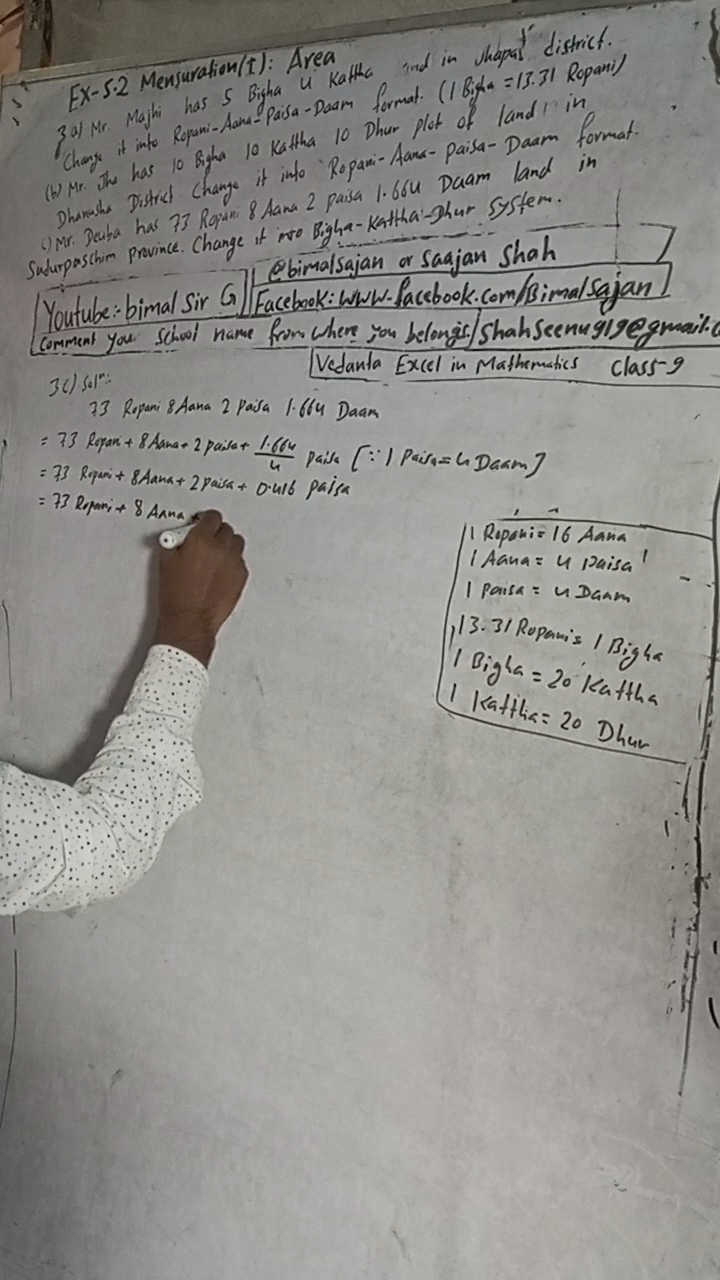 EX-5.2 Mensuration(I): Area
3 a) Mr. Majhi has 5 Bigha 4 Kattha and in Jhapa district.
Change it into Ropani-Aana-Paisa-Daam format. (1 Bigha = 13.31 Ropani)
(b) Mr. Jha has 10 Bigha 10 Kattha 10 Dhur plot of land in
Dhanusha District. Change it into Ropani-Aana-Paisa-Daam format.
c) Mr. Deuba has 73 Ropani 8 Aana 2 paisa 1.664 Daam land in
Sudurpaschim Province. Change it into Bigha-Kattha-Dhur System.
@bimalsajan or Saajan Shah
Youtube:- bimal Sir G
Facebook: www.facebook.com/Bimalsajan
Comment your School name from where you belongs/Shahseenu919@gmail.c
Vedanta Excel in Mathematics Class-9
3c) Solⁿ:
73 Ropani 8 Aana 2 Paisa 1.664 Daam
= 73 Ropani + 8 Aana + 2 paisa + 1.664/4 paisa [∵ 1 Paisa = 4 Daam]
= 73 Ropani + 8 Aana + 2 paisa + 0.416 paisa
= 73 Ropani + 8 Aana +
1 Ropani = 16 Aana
1 Aana = 4 paisa
1 paisa = 4 Daam
13.31 Ropani = 1 Bigha
1 Bigha = 20 Kattha
1 Kattha = 20 Dhur